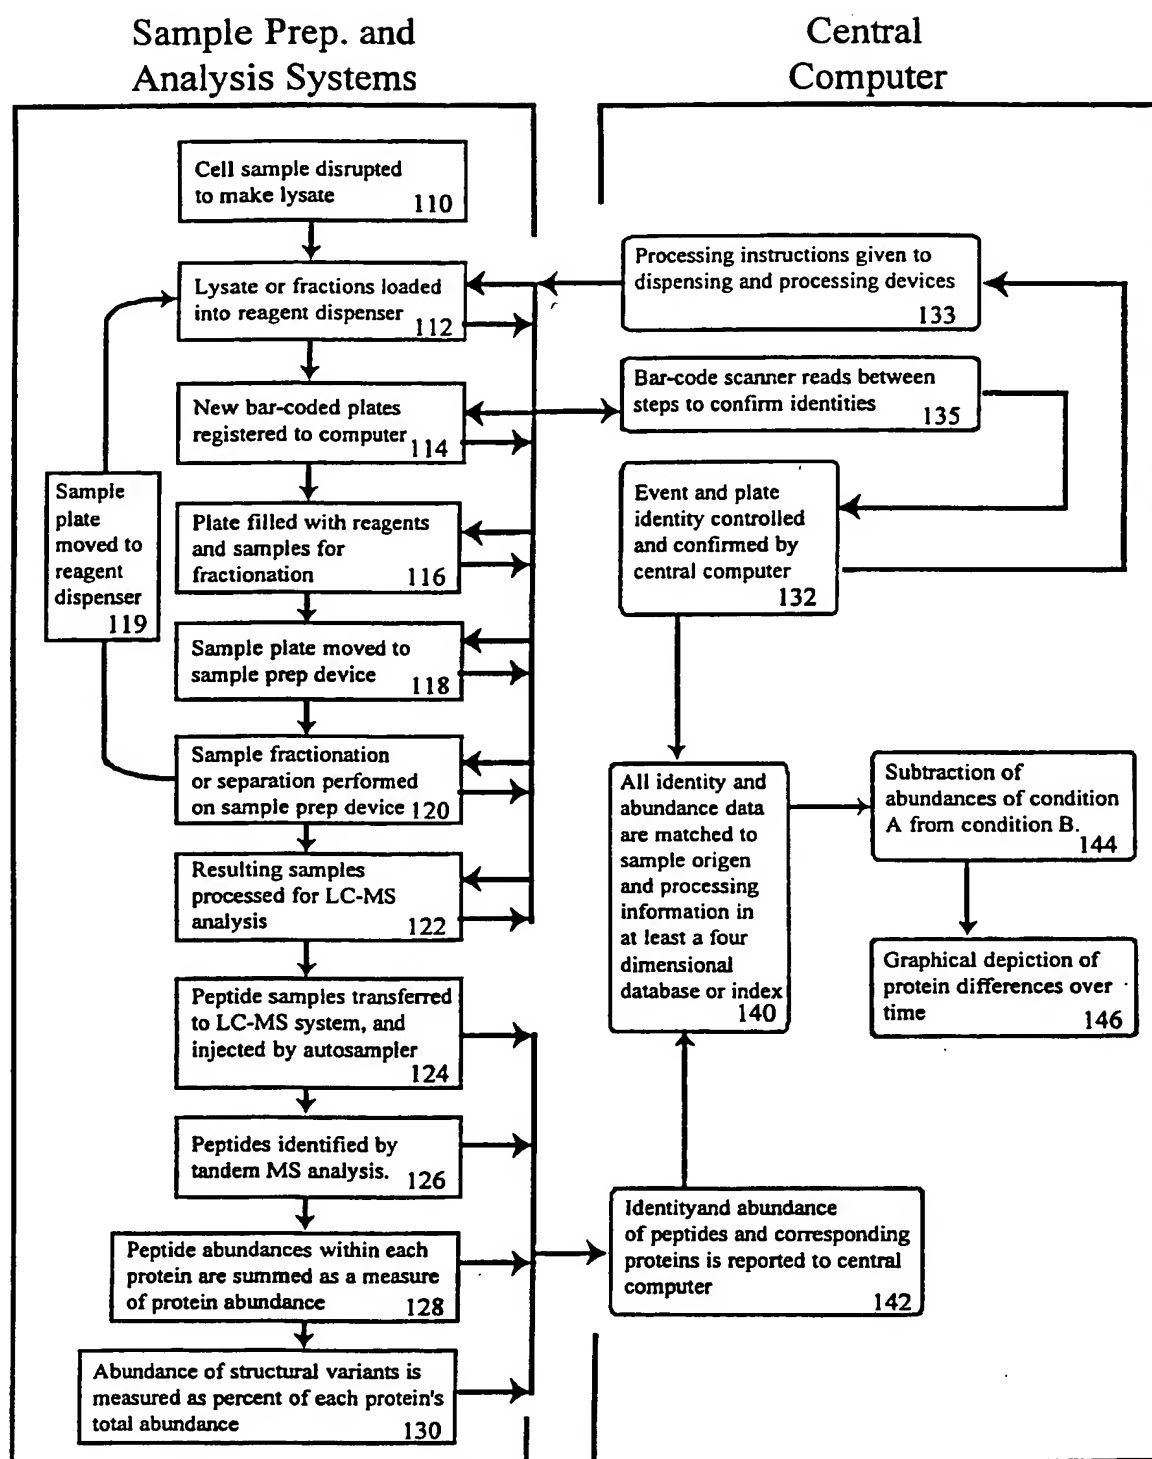 Sample Prep. and
Analysis Systems
Central
Computer
Cell sample disrupted
to make lysate
110
Lysate or fractions loaded
into reagent dispenser
112
New bar-coded plates
registered to computer
114
Plate filled with reagents
and samples for
fractionation
116
Sample plate moved to
sample prep device
118
Sample
plate
moved to
reagent
dispenser
119
Sample fractionation
or separation performed
on sample prep device 120
Resulting samples
processed for LC-MS
analysis
122
Peptide samples transferred
to LC-MS system, and
injected by autosampler
124
Peptides identified by
tandem MS analysis.
126
Peptide abundances within each
protein are summed as a measure
of protein abundance
128
Abundance of structural variants is
measured as percent of each protein's
total abundance
130
Processing instructions given to
dispensing and processing devices
133
Bar-code scanner reads between
steps to confirm identities
135
Event and plate
identity controlled
and confirmed by
central computer
132
All identity and
abundance data
are matched to
sample origen
and processing
information in
at least a four
dimensional
database or index
140
Subtraction of
abundances of condition
A from condition B.
144
Graphical depiction of
protein differences over
time
146
Identityand abundance
of peptides and corresponding
proteins is reported to central
computer
142